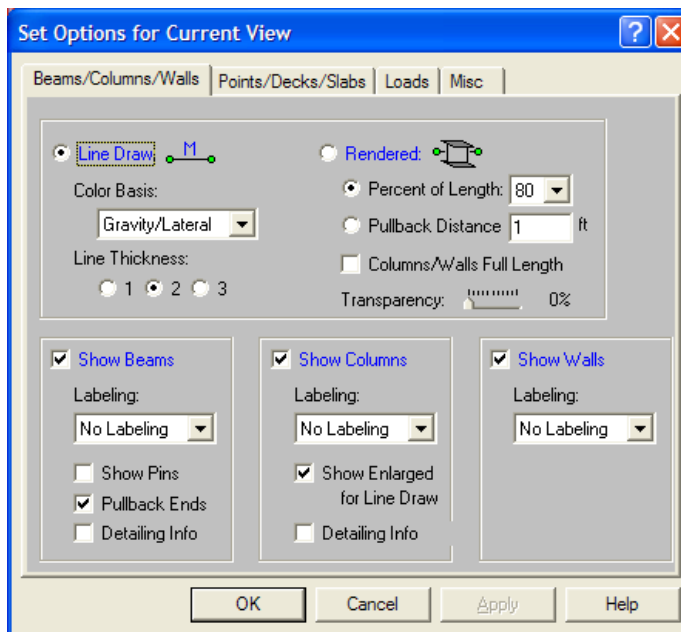 Set Options for Current View
Beams/Columns/Walls Points/Decks/Slabs Loads Misc
Line Draw M
Color Basis:
Gravity/Lateral
Line Thickness:
1 2 3
Rendered:
Percent of Length: 80
Pullback Distance 1 ft
Columns/Walls Full Length
Transparency: 0%
Show Beams
Labeling:
No Labeling
Show Pins
Pullback Ends
Detailing Info
Show Columns
Labeling:
No Labeling
Show Enlarged
for Line Draw
Detailing Info
Show Walls
Labeling:
No Labeling
OK Cancel Apply Help